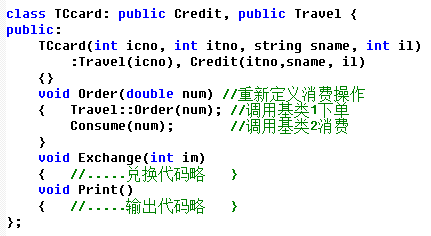 class TCcard: public Credit, public Travel {
public:
    TCcard(int icno, int itno, string sname, int il)
        :Travel(icno), Credit(itno,sname, il)
    {}
    void Order(double num) //重新定义消费操作
    {   Travel::Order(num); //调用基类1下单
        Consume(num);       //调用基类2消费
    }
    void Exchange(int im)
    {   //.....兑换代码略   }
    void Print()
    {   //.....输出代码略   }
};